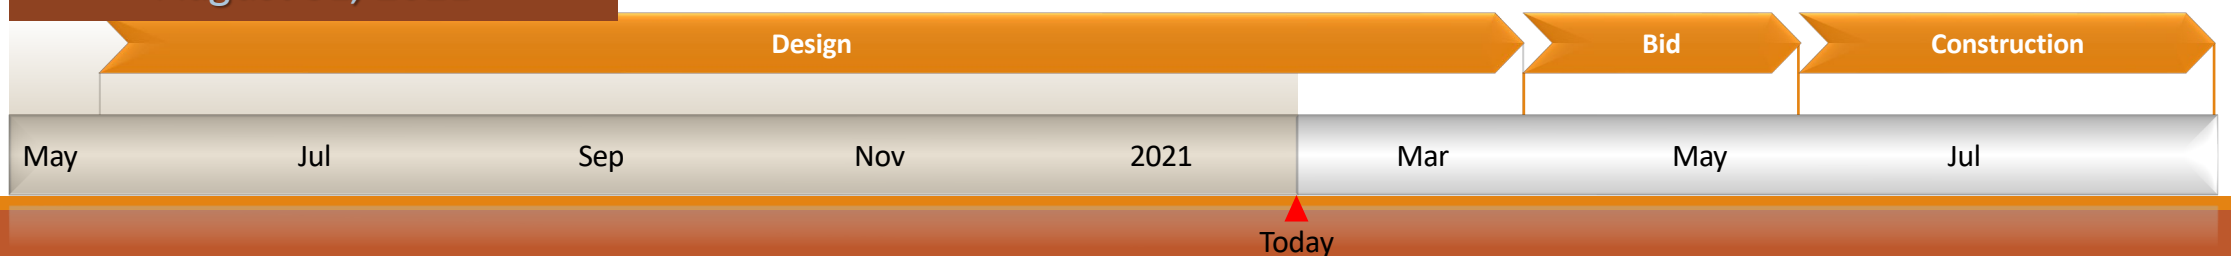 Design Bid Construction
May Jul Sep Nov 2021 Mar May Jul
Today